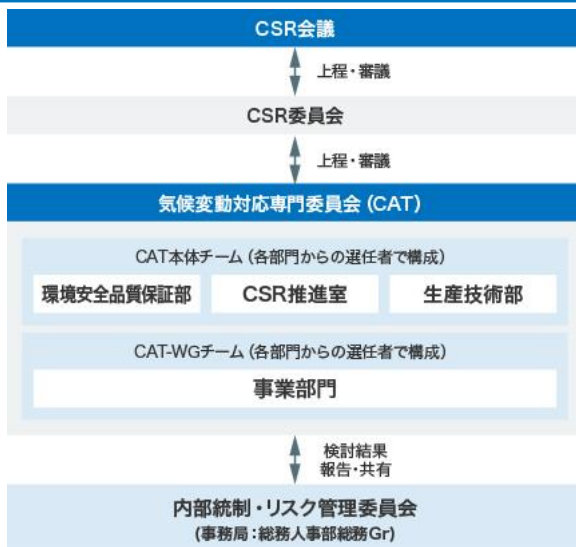 CSR会議
上程・審議
CSR委員会
上程・審議
気候変動対応専門委員会(CAT)
CAT本体チーム(各部門からの選任者で構成)
環境安全品質保証部 CSR推進室 生産技術部
CAT-WGチーム(各部門からの選任者で構成)
事業部門
検討結果
報告・共有
内部統制・リスク管理委員会
(事務局:総務人事部総務Gr)